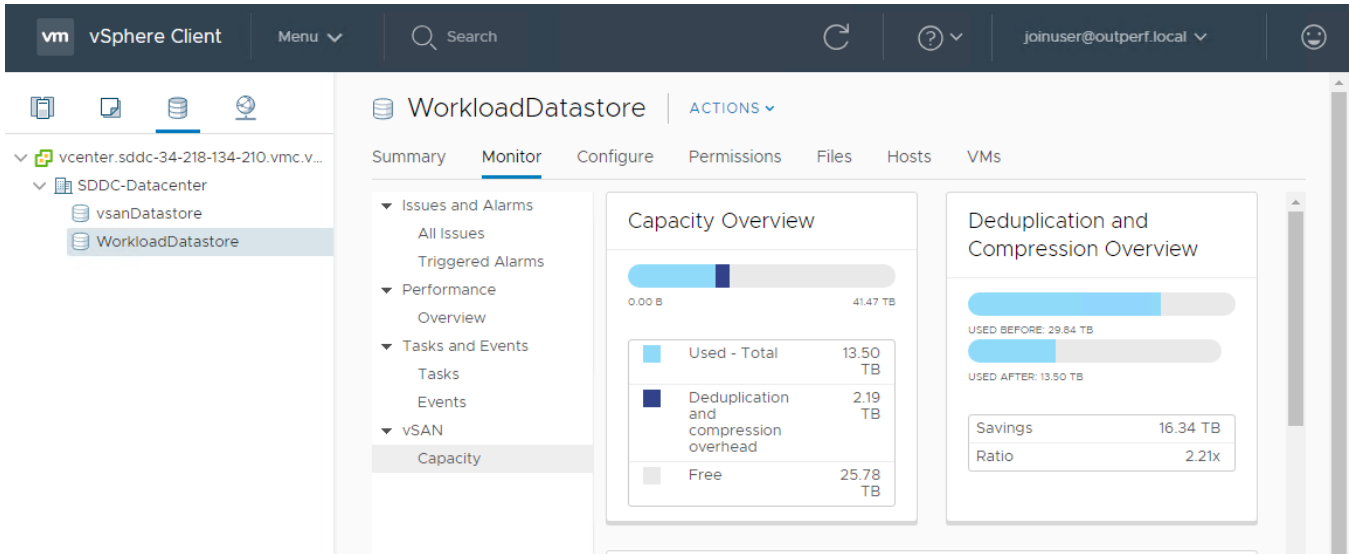 vm vSphere Client Menu Search joinuser@outperf.local
WorkloadDatastore ACTIONS
vcenter.sddc-34-218-134-210.vmc.v...
SDDC-Datacenter
vsanDatastore
WorkloadDatastore
Summary Monitor Configure Permissions Files Hosts VMs
Issues and Alarms
All Issues
Triggered Alarms
Performance
Overview
Tasks and Events
Tasks
Events
vSAN
Capacity
Capacity Overview
0.00 B 41.47 TB
Used - Total 13.50
TB
Deduplication 2.19
and TB
compression
overhead
Free 25.78
TB
Deduplication and
Compression Overview
USED BEFORE: 29.84 TB
USED AFTER: 13.50 TB
Savings 16.34 TB
Ratio 2.21x